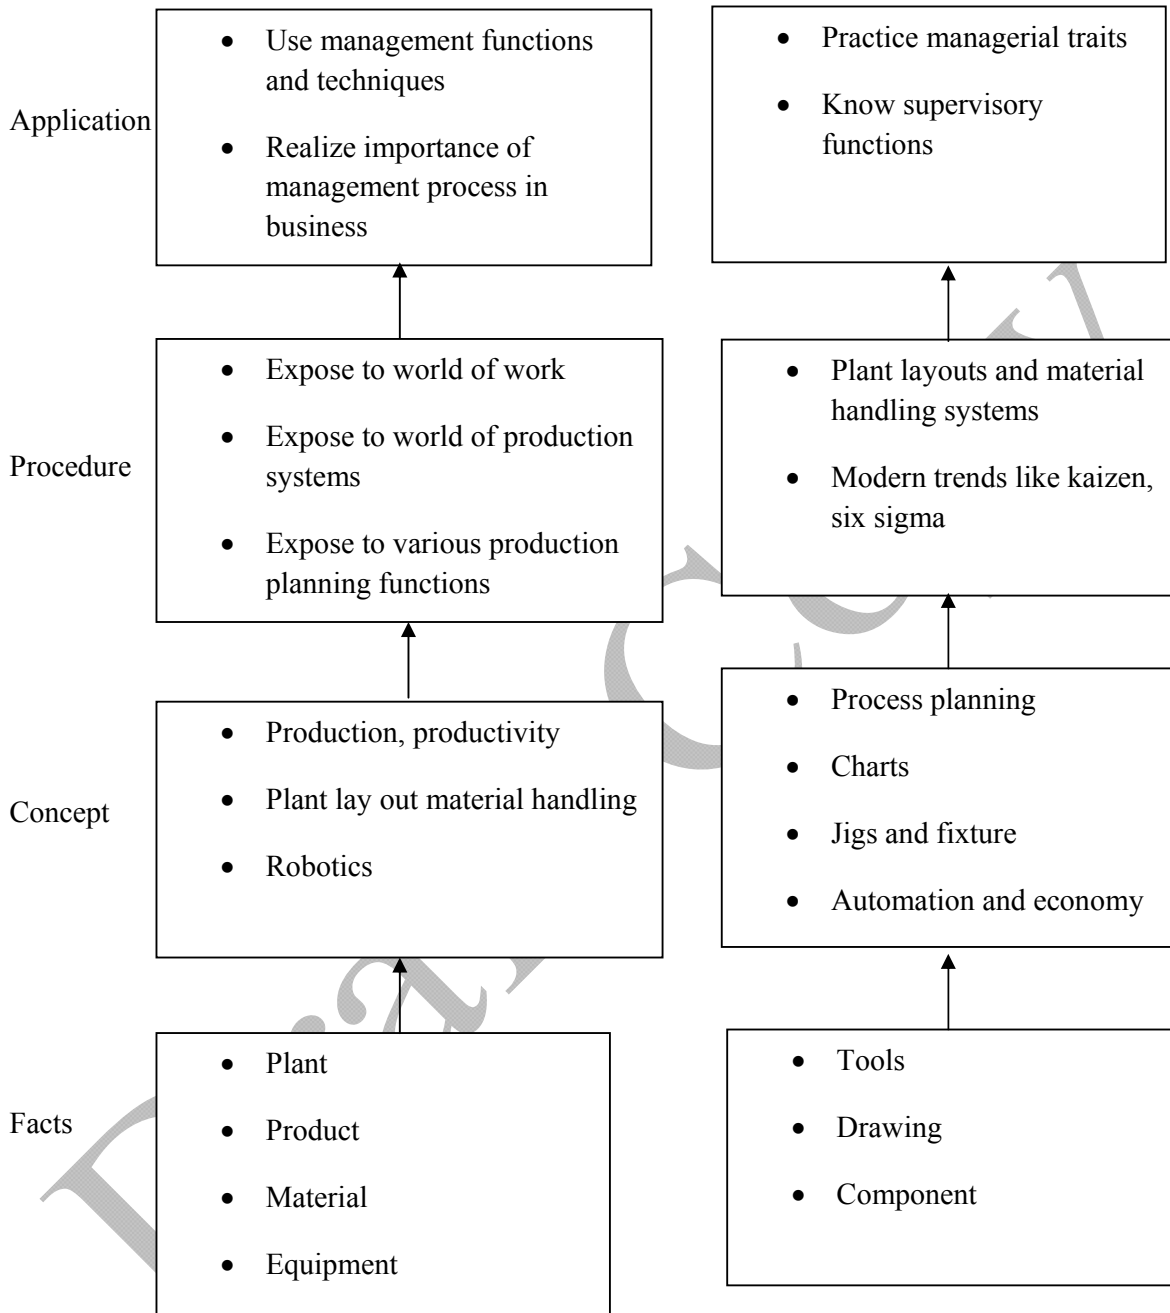 Application
• Use management functions
and techniques
• Realize importance of
management process in
business
• Practice managerial traits
• Know supervisory
functions
Procedure
• Expose to world of work
• Expose to world of production
systems
• Expose to various production
planning functions
• Plant layouts and material
handling systems
• Modern trends like kaizen,
six sigma
Concept
• Production, productivity
• Plant lay out material handling
• Robotics
• Process planning
• Charts
• Jigs and fixture
• Automation and economy
Facts
• Plant
• Product
• Material
• Equipment
• Tools
• Drawing
• Component